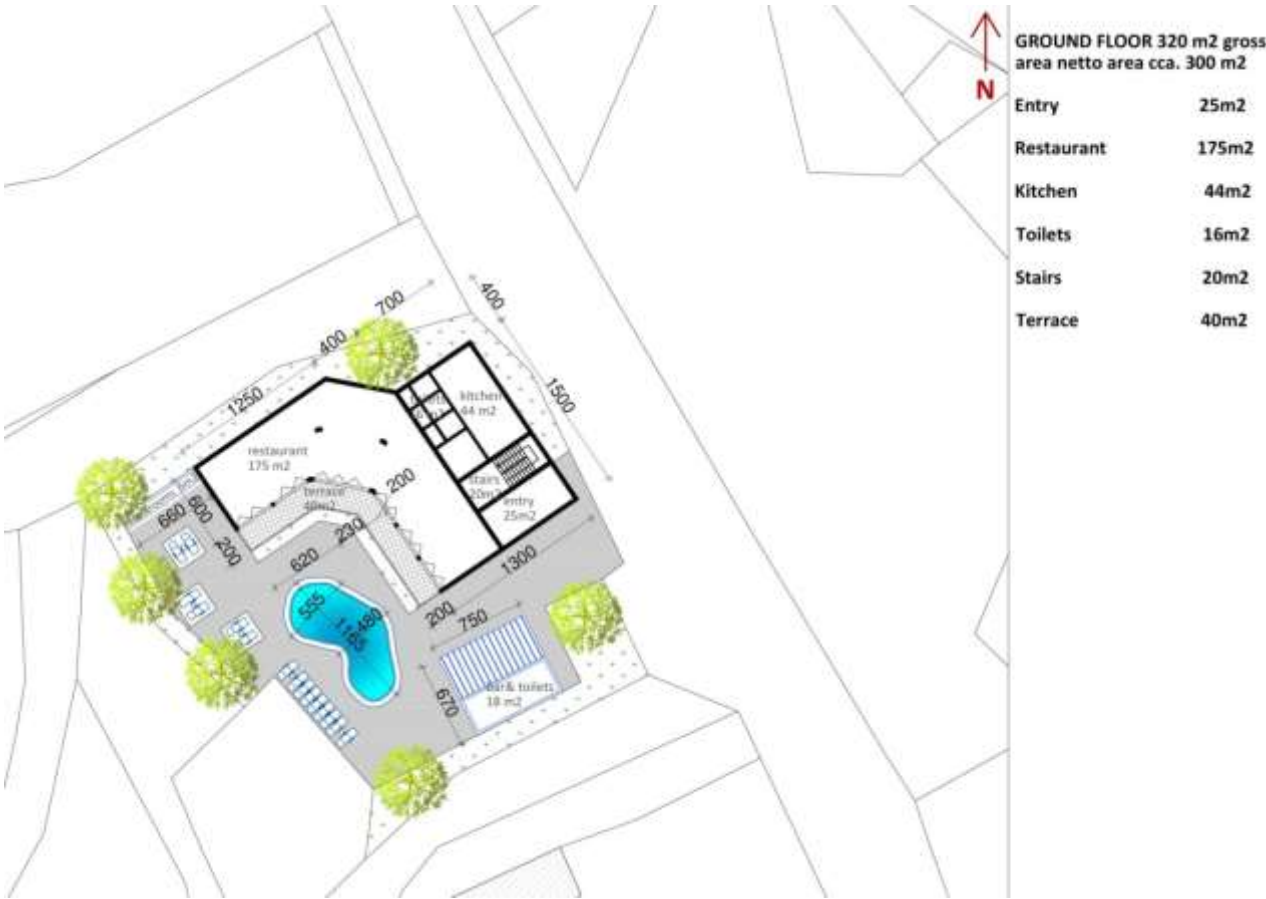 GROUND FLOOR 320 m2 gross
area netto area cca. 300 m2
N
Entry 25m2
Restaurant 175m2
Kitchen 44m2
Toilets 16m2
Stairs 20m2
Terrace 40m2
700
400
400
1250
1500
kitchen
44 m2
restaurant
175 m2
terrace
40m2
200
stairs
20m2
entry
25m2
600
660
200
230
620
1300
555
480
1165
200
750
670
bar& toilets
18 m2